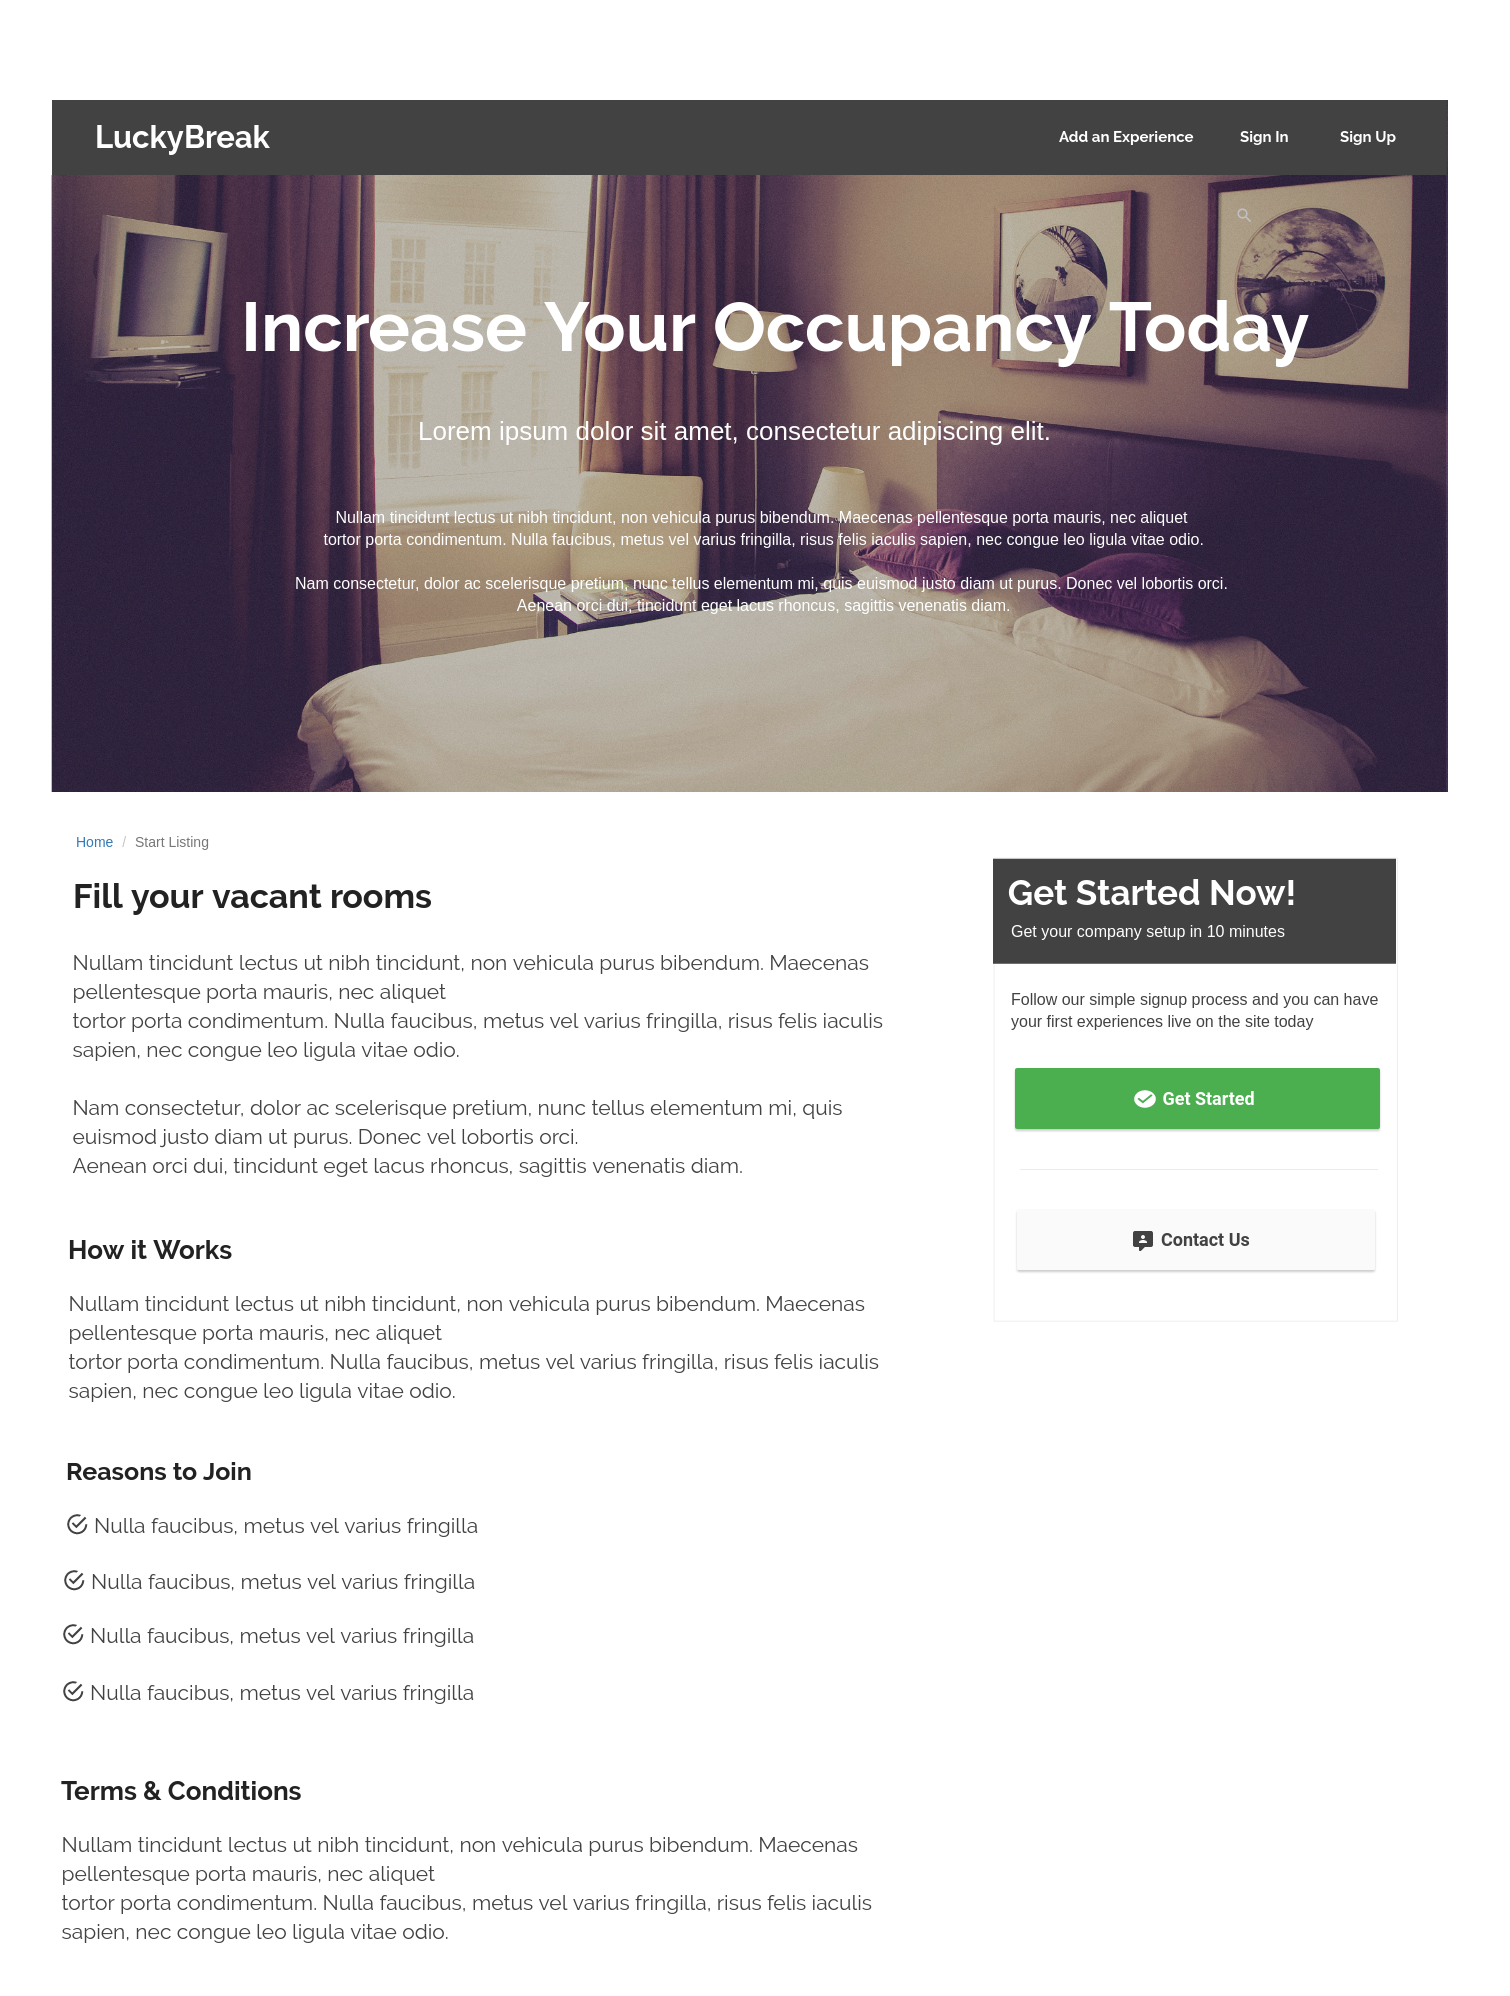 LuckyBreak
Add an Experience
Sign In
Sign Up
Increase Your Occupancy Today
Lorem ipsum dolor sit amet, consectetur adipiscing elit.
Nullam tincidunt lectus ut nibh tincidunt, non vehicula purus bibendum. Maecenas pellentesque porta mauris, nec aliquet
tortor porta condimentum. Nulla faucibus, metus vel varius fringilla, risus felis iaculis sapien, nec congue leo ligula vitae odio.
Nam consectetur, dolor ac scelerisque pretium, nunc tellus elementum mi, quis euismod justo diam ut purus. Donec vel lobortis orci.
Aenean orci dui, tincidunt eget lacus rhoncus, sagittis venenatis diam.
Home / Start Listing
Fill your vacant rooms
Nullam tincidunt lectus ut nibh tincidunt, non vehicula purus bibendum. Maecenas
pellentesque porta mauris, nec aliquet
tortor porta condimentum. Nulla faucibus, metus vel varius fringilla, risus felis iaculis
sapien, nec congue leo ligula vitae odio.
Nam consectetur, dolor ac scelerisque pretium, nunc tellus elementum mi, quis
euismod justo diam ut purus. Donec vel lobortis orci.
Aenean orci dui, tincidunt eget lacus rhoncus, sagittis venenatis diam.
How it Works
Nullam tincidunt lectus ut nibh tincidunt, non vehicula purus bibendum. Maecenas
pellentesque porta mauris, nec aliquet
tortor porta condimentum. Nulla faucibus, metus vel varius fringilla, risus felis iaculis
sapien, nec congue leo ligula vitae odio.
Reasons to Join
Nulla faucibus, metus vel varius fringilla
Nulla faucibus, metus vel varius fringilla
Nulla faucibus, metus vel varius fringilla
Nulla faucibus, metus vel varius fringilla
Terms & Conditions
Nullam tincidunt lectus ut nibh tincidunt, non vehicula purus bibendum. Maecenas
pellentesque porta mauris, nec aliquet
tortor porta condimentum. Nulla faucibus, metus vel varius fringilla, risus felis iaculis
sapien, nec congue leo ligula vitae odio.
Get Started Now!
Get your company setup in 10 minutes
Follow our simple signup process and you can have
your first experiences live on the site today
Get Started
Contact Us